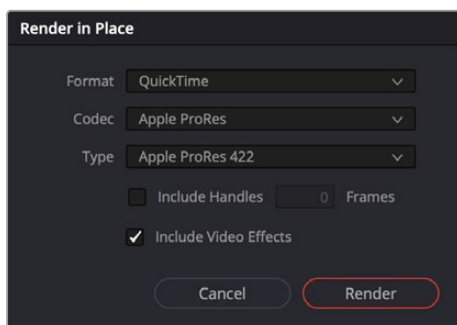 Render in Place
Format QuickTime
Codec Apple ProRes
Type Apple ProRes 422
Include Handles 0 Frames
Include Video Effects
Cancel Render